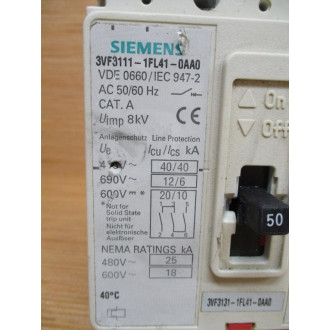 SIEMENS
3VF3111-1FL41-0AA0
VDE 0660/IEC 947-2
AC 50/60 Hz
CAT. A
Uimp 8kV
CE
Anlagenschutz Line Protection
Ue Icu/Ics kA
40/40
690V~ 12/6
600V⎓* 20/10
*Not for
Solid State
trip unit
Nicht für
elektronische
Auslöser
NEMA RATINGS kA
480V~ 25
600V~ 18
40°C
On
Off
50
3VF3131-1FL41-0AA0